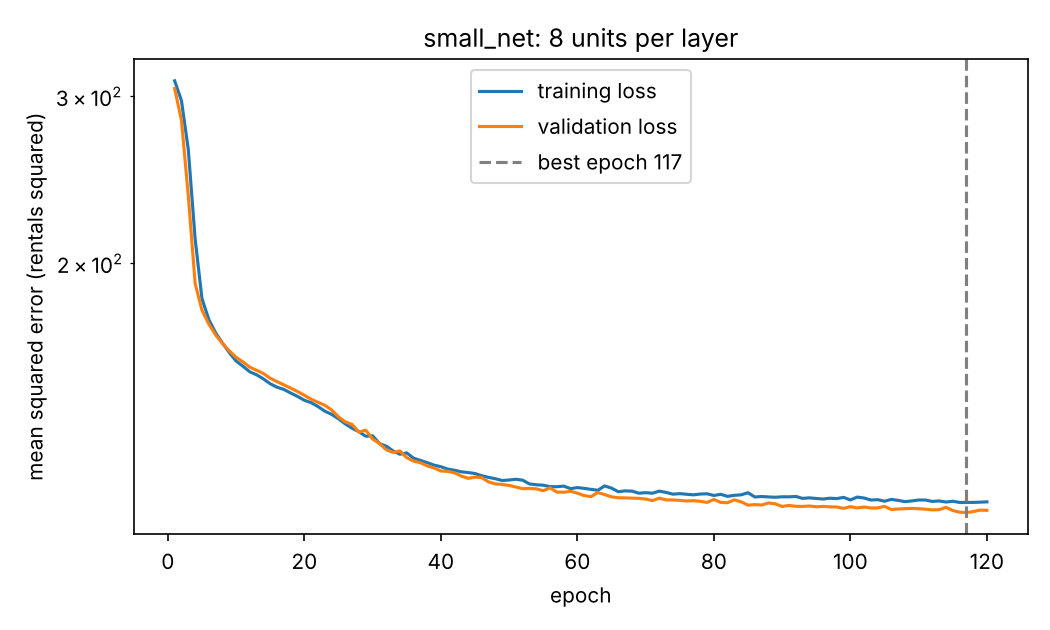 small_net: 8 units per layer
training loss
validation loss
best epoch 117
mean squared error (rentals squared)
3 × 10²
2 × 10²
0 20 40 60 80 100 120
epoch